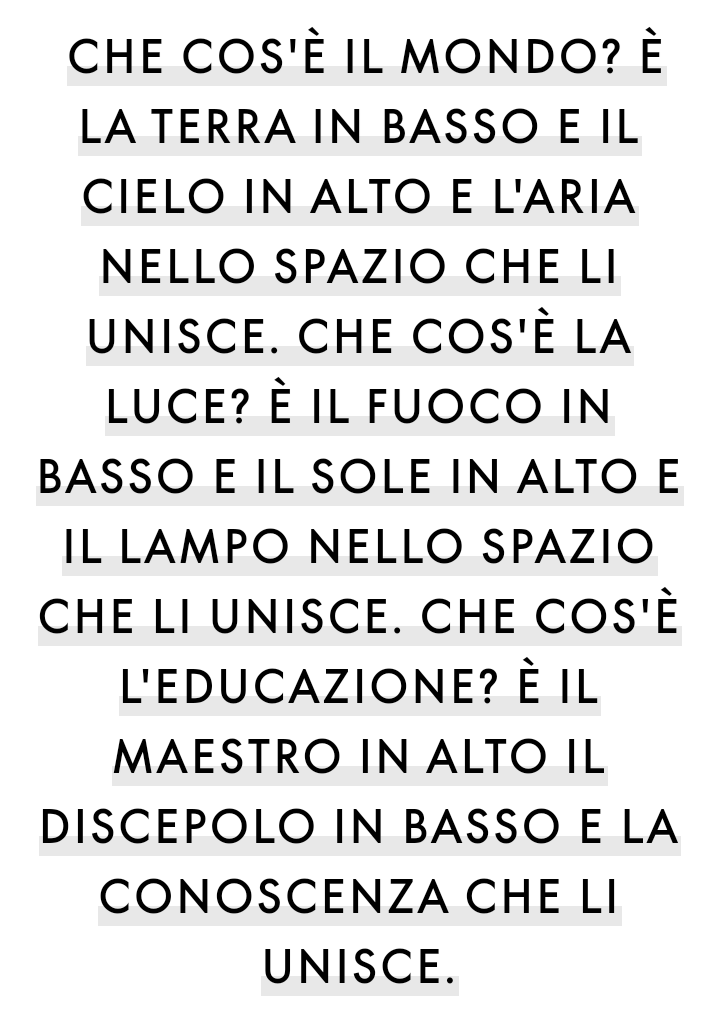 CHE COS'È IL MONDO? È
LA TERRA IN BASSO E IL
CIELO IN ALTO E L'ARIA
NELLO SPAZIO CHE LI
UNISCE. CHE COS'È LA
LUCE? È IL FUOCO IN
BASSO E IL SOLE IN ALTO E
IL LAMPO NELLO SPAZIO
CHE LI UNISCE. CHE COS'È
L'EDUCAZIONE? È IL
MAESTRO IN ALTO IL
DISCEPOLO IN BASSO E LA
CONOSCENZA CHE LI
UNISCE.